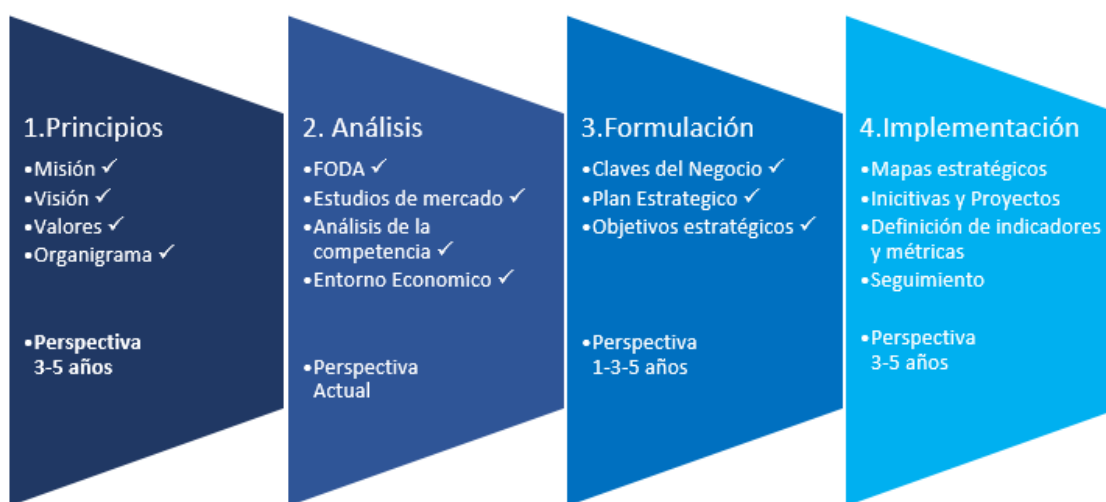 1.Principios
•Misión ✓
•Visión ✓
•Valores ✓
•Organigrama ✓
•Perspectiva
3-5 años
2. Análisis
•FODA ✓
•Estudios de mercado ✓
•Análisis de la
competencia ✓
•Entorno Economico ✓
•Perspectiva
Actual
3.Formulación
•Claves del Negocio ✓
•Plan Estrategico ✓
•Objetivos estratégicos ✓
•Perspectiva
1-3-5 años
4.Implementación
•Mapas estratégicos
•Inicitivas y Proyectos
•Definición de indicadores
y métricas
•Seguimiento
•Perspectiva
3-5 años